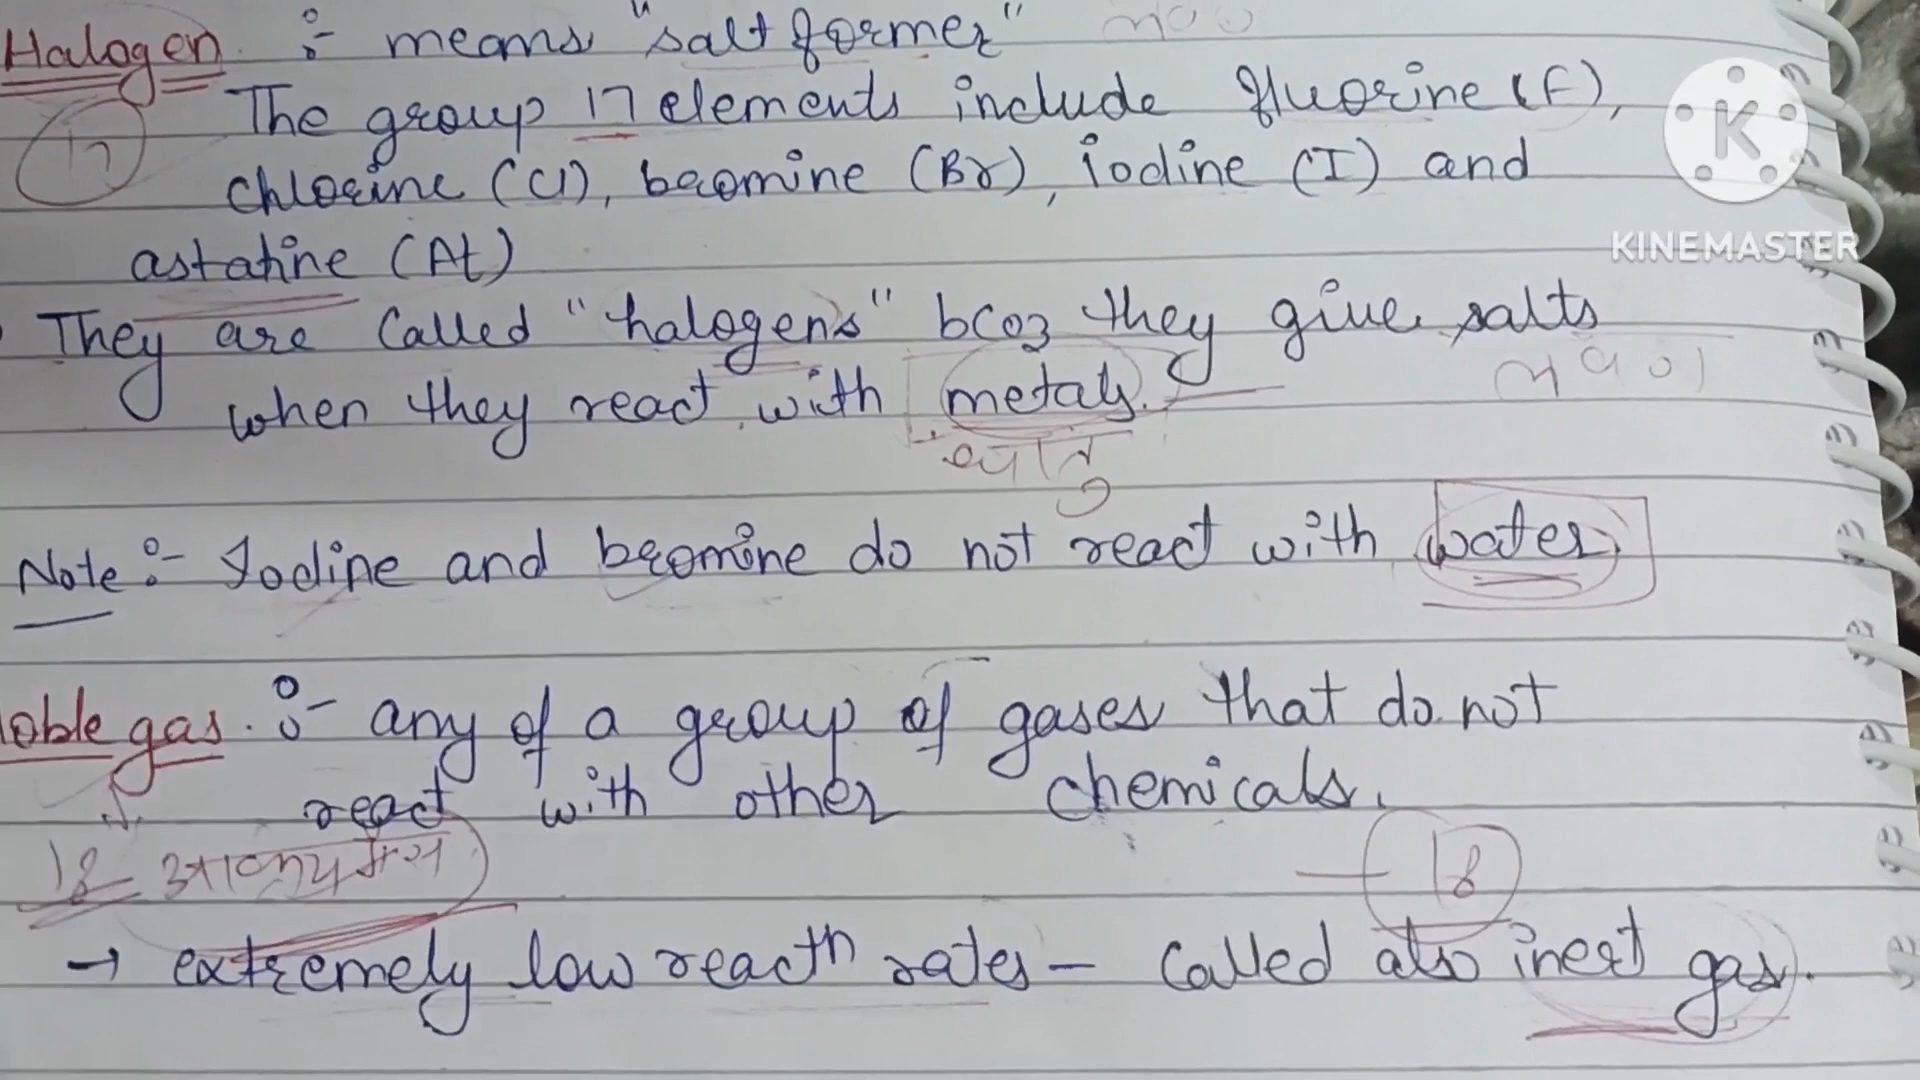 Halogen :- means "salt former"
17 The group 17 elements include fluorine (F),
chlorine (Cl), bromine (Br), iodine (I) and
astatine (At)
They are called "halogens" bcoz they give salts
when they react with metals.
लवण
धातु
Note :- Iodine and bromine do not react with water.
oble gas. :- any of a group of gases that do not
react with other chemicals.
18
18
→ extremely low reactn rates - called also inert gas.
K
KINEMASTER